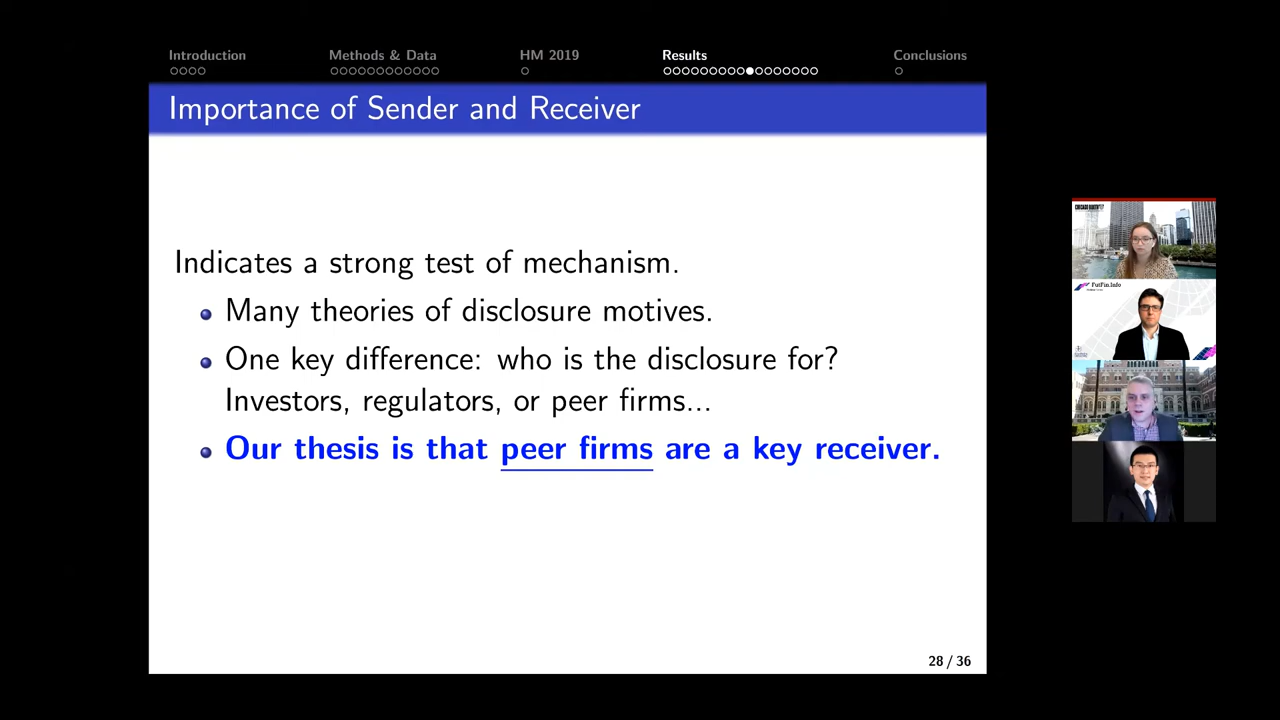 Introduction
Methods & Data
HM 2019
Results
Conclusions
Importance of Sender and Receiver
Indicates a strong test of mechanism.
Many theories of disclosure motives.
One key difference: who is the disclosure for?
Investors, regulators, or peer firms...
Our thesis is that peer firms are a key receiver.
28 / 36
FutFin.Info